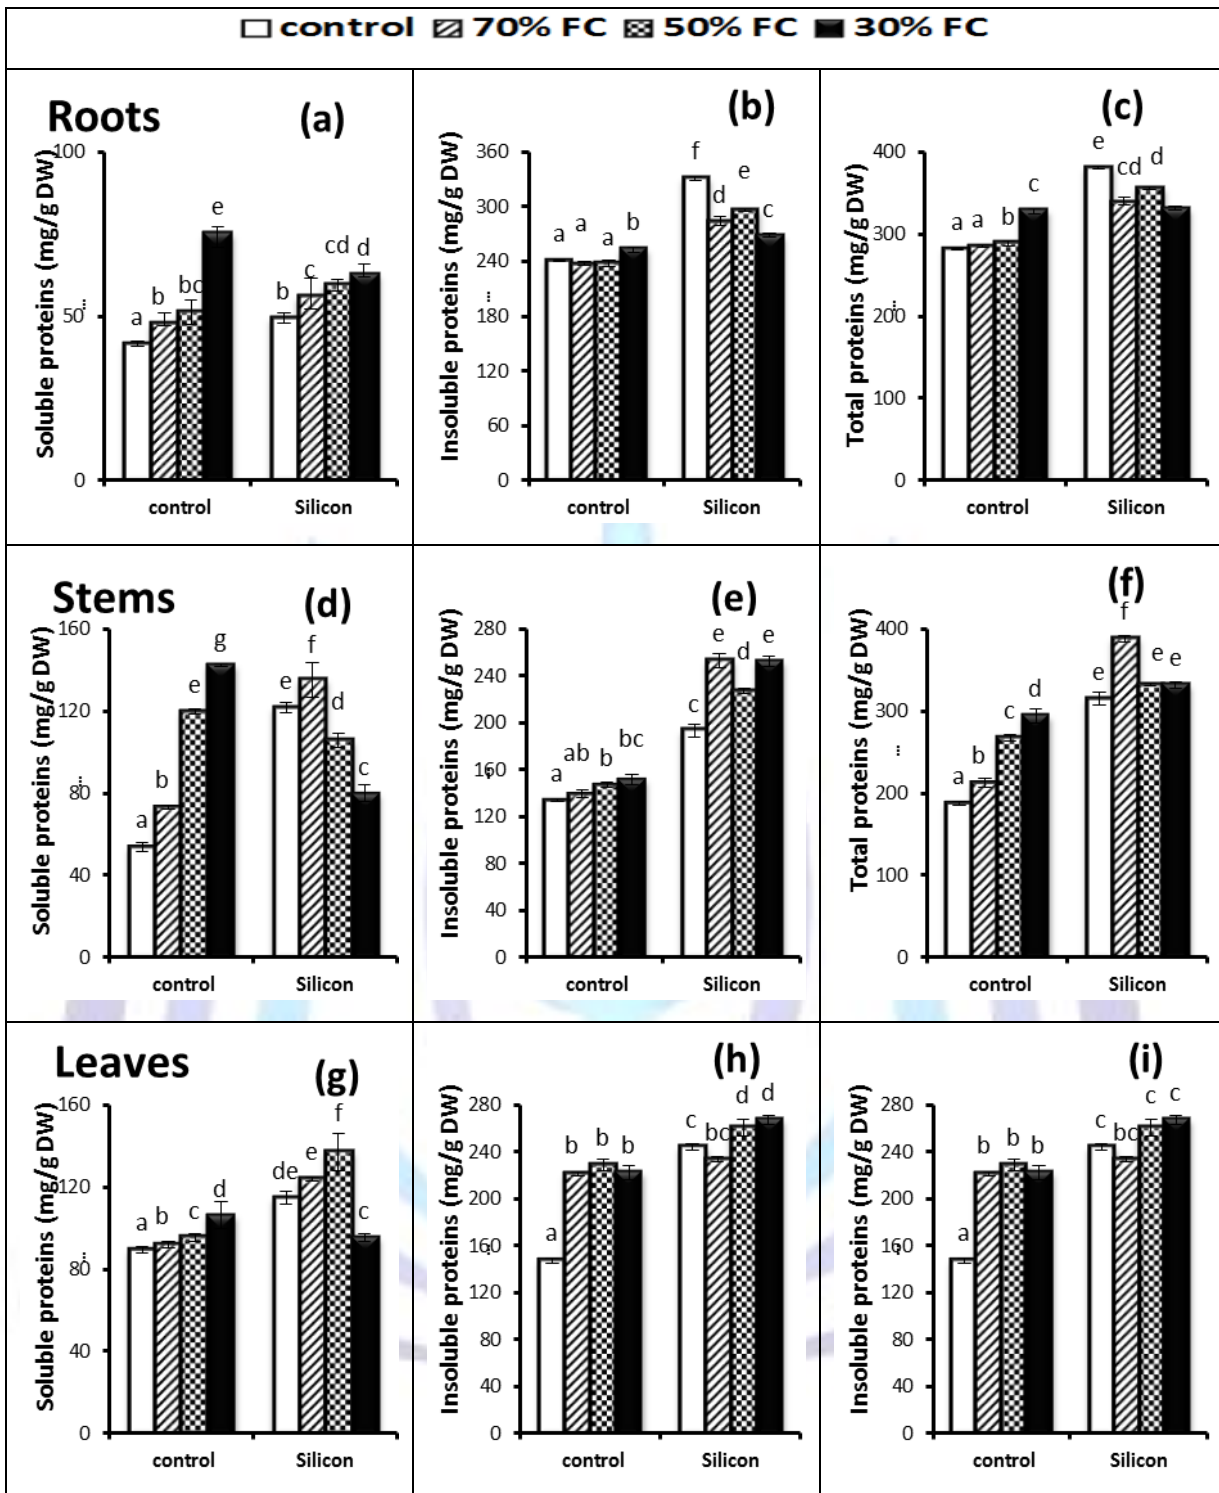 control 70% FC 50% FC 30% FC
Roots (a)
Soluble proteins (mg/g DW)
...
100
50
0
a b bc e b c cd d
control Silicon
(b)
Insoluble proteins (mg/g DW)
...
360
300
240
180
120
60
0
a a a b f d e c
control Silicon
(c)
Total proteins (mg/g DW)
...
400
300
200
100
0
a a b c e cd d
control Silicon
Stems (d)
Soluble proteins (mg/g DW)
...
160
120
80
40
0
a b e g e f d c
control Silicon
(e)
Insoluble proteins (mg/g DW)
...
280
240
200
160
120
80
40
0
a ab b bc c e d e
control Silicon
(f)
Total proteins (mg/g DW)
...
400
300
200
100
0
a b c d e f e e
control Silicon
Leaves (g)
Soluble proteins (mg/g DW)
...
160
120
80
40
0
a b c d de e f c
control Silicon
(h)
Insoluble proteins (mg/g DW)
...
280
240
200
160
120
80
40
0
a b b b c bc d d
control Silicon
(i)
Insoluble proteins (mg/g DW)
...
280
240
200
160
120
80
40
0
a b b b c bc c c
control Silicon